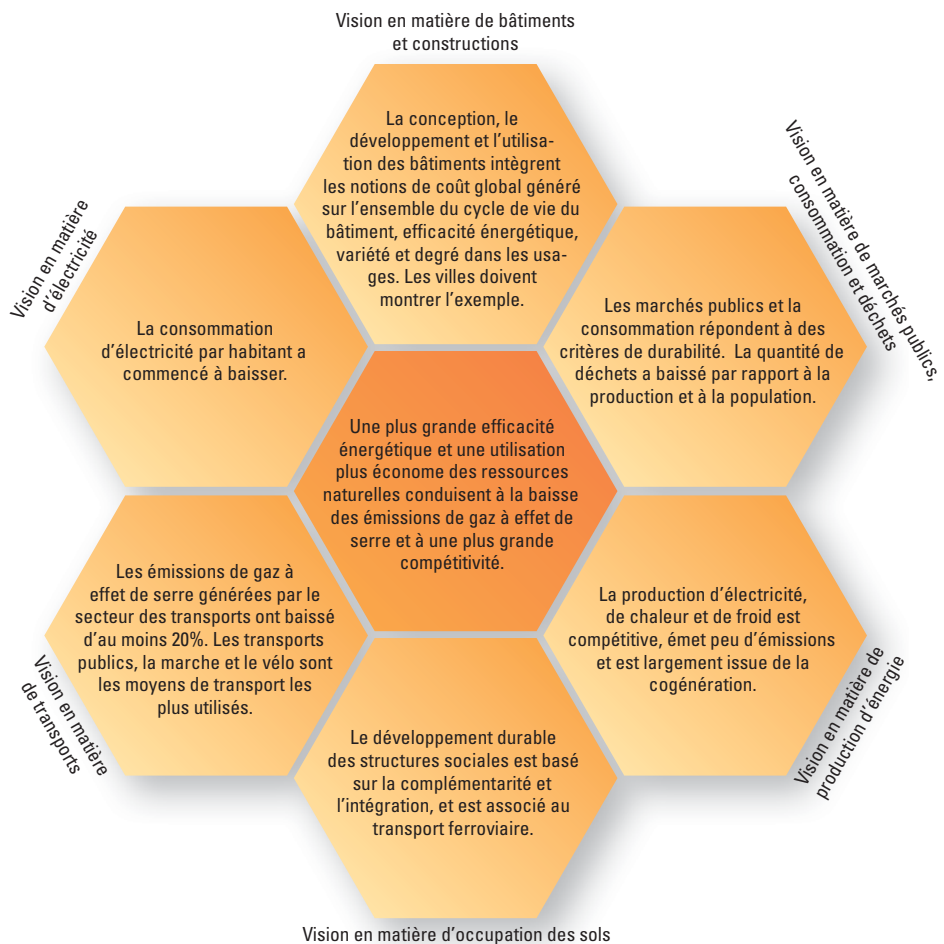 Vision en matière de bâtiments
et constructions
La conception, le
développement et l'utilisa-
tion des bâtiments intègrent
les notions de coût global généré
sur l'ensemble du cycle de vie du
bâtiment, efficacité énergétique,
variété et degré dans les usa-
ges. Les villes doivent
montrer l'exemple.
Vision en matière de marchés publics,
consommation et déchets
Les marchés publics et la
consommation répondent à des
critères de durabilité.  La quantité de
déchets a baissé par rapport à la
production et à la population.
Vision en matière
d'électricité
La consommation
d'électricité par habitant a
commencé à baisser.
Une plus grande efficacité
énergétique et une utilisation
plus économe des ressources
naturelles conduisent à la baisse
des émissions de gaz à effet de
serre et à une plus grande
compétitivité.
Les émissions de gaz à
effet de serre générées par le
secteur des transports ont baissé
d'au moins 20%. Les transports
publics, la marche et le vélo sont
les moyens de transport les
plus utilisés.
Vision en matière
de transports
La production d'électricité,
de chaleur et de froid est
compétitive, émet peu d'émissions
et est largement issue de la
cogénération.
Vision en matière de
production d'énergie
Le développement durable
des structures sociales est basé
sur la complémentarité et
l'intégration, et est associé au
transport ferroviaire.
Vision en matière d'occupation des sols